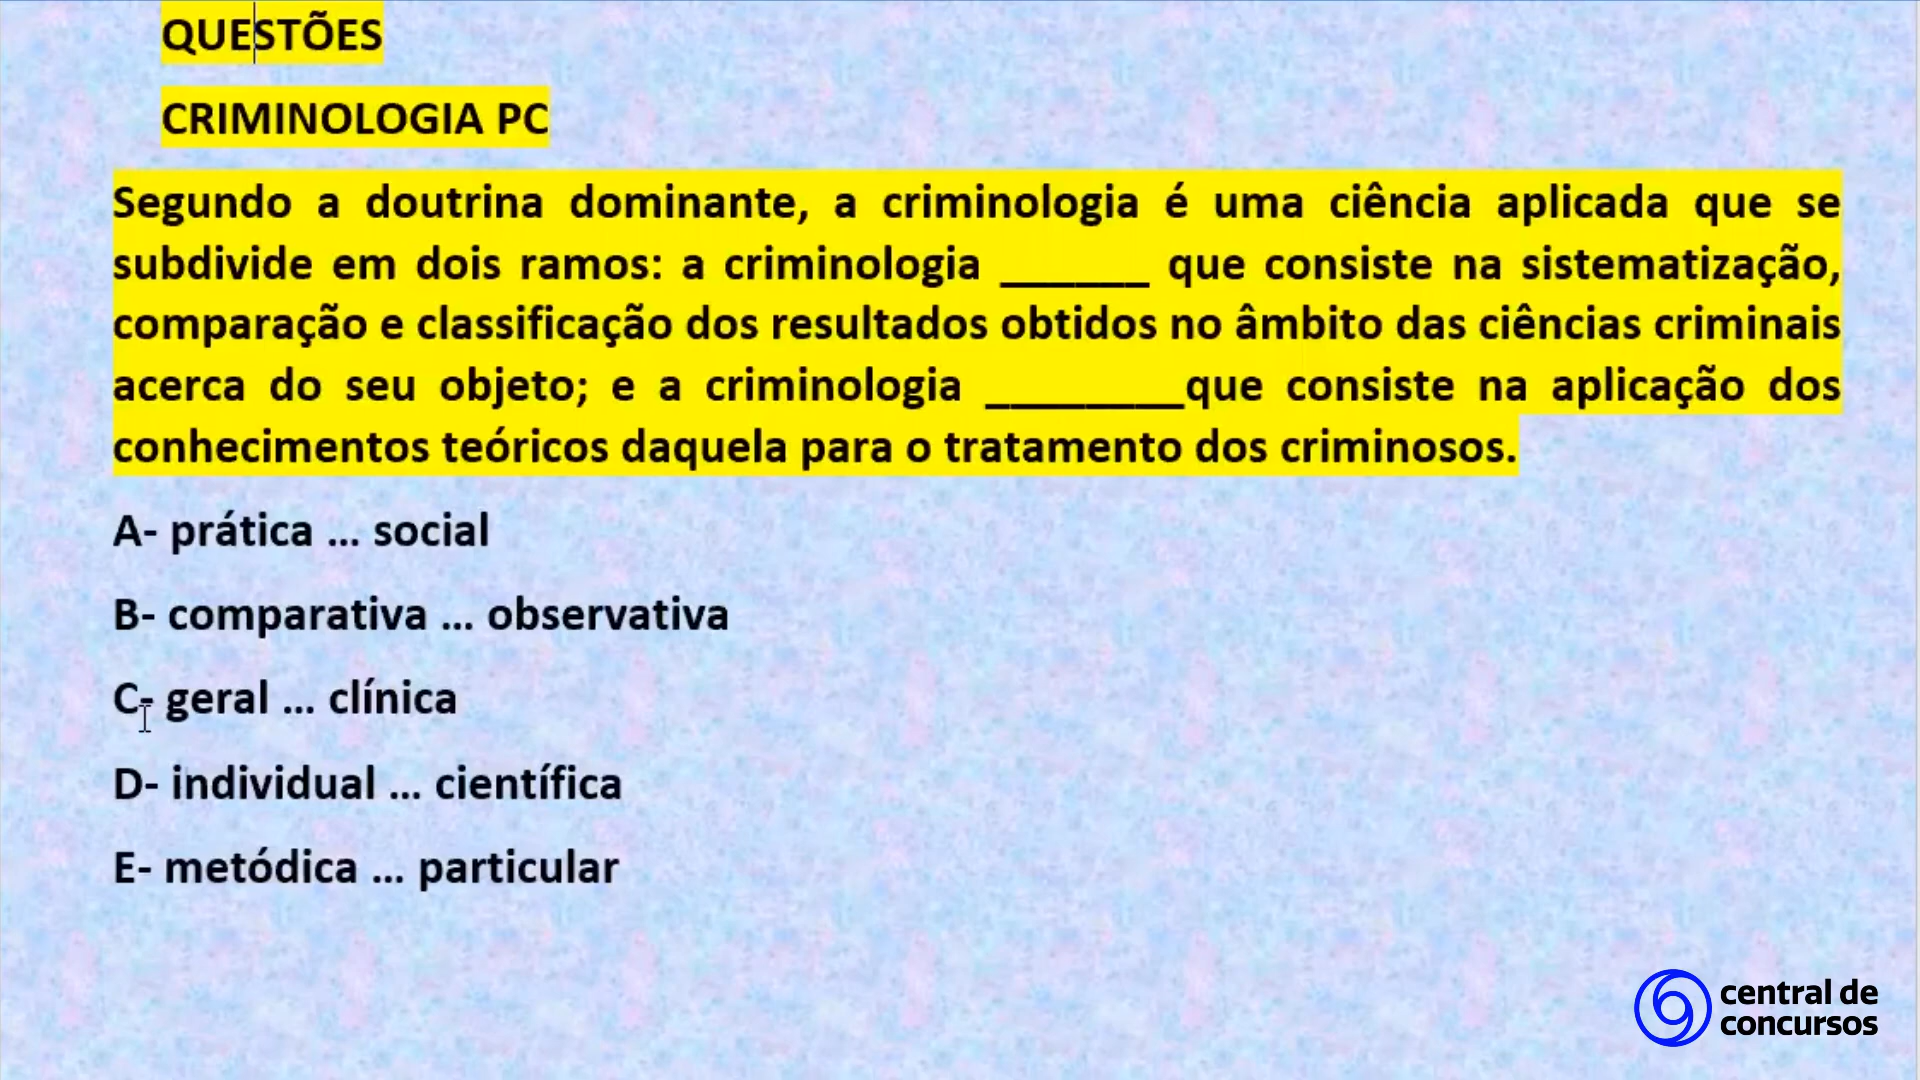 QUESTÕES
CRIMINOLOGIA PC
Segundo a doutrina dominante, a criminologia é uma ciência aplicada que se
subdivide em dois ramos: a criminologia ______ que consiste na sistematização,
comparação e classificação dos resultados obtidos no âmbito das ciências criminais
acerca do seu objeto; e a criminologia ________que consiste na aplicação dos
conhecimentos teóricos daquela para o tratamento dos criminosos.
A- prática ... social
B- comparativa ... observativa
C- geral ... clínica
D- individual ... científica
E- metódica ... particular
central de
concursos